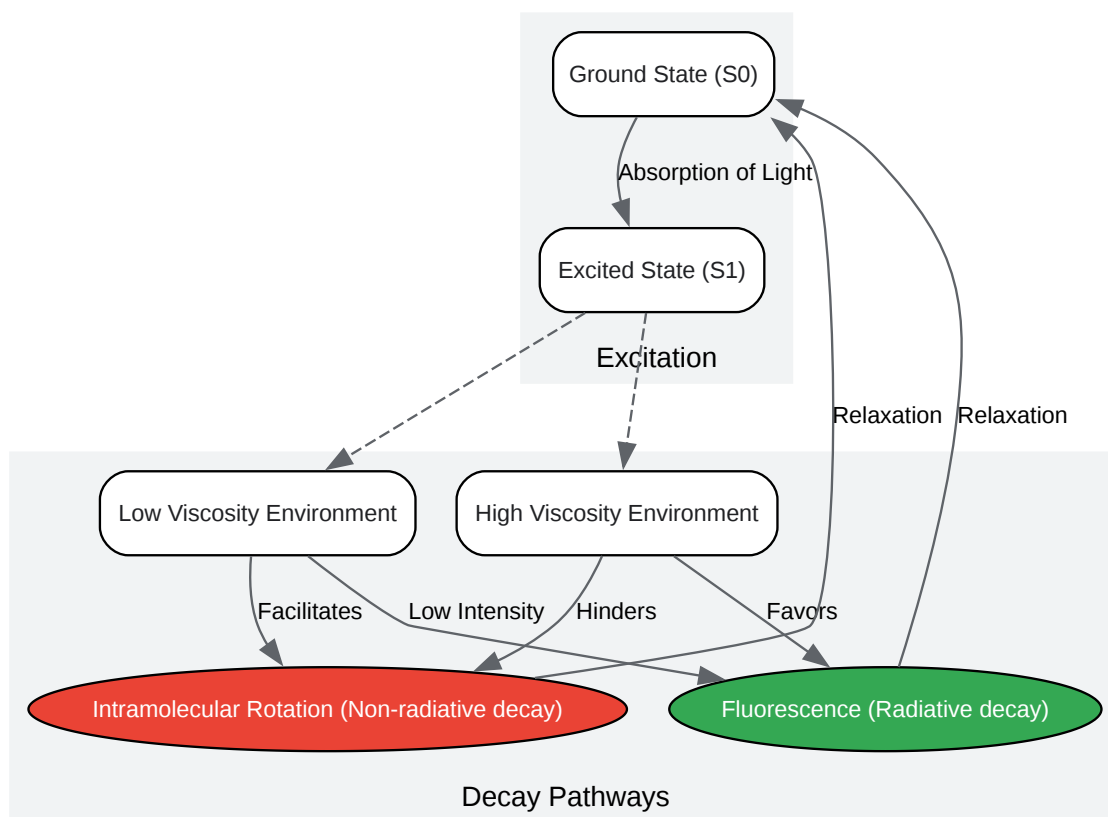 Ground State (S0)
Absorption of Light
Excited State (S1)
Excitation
Relaxation
Relaxation
Low Viscosity Environment
High Viscosity Environment
Facilitates
Low Intensity
Hinders
Favors
Intramolecular Rotation (Non-radiative decay)
Fluorescence (Radiative decay)
Decay Pathways